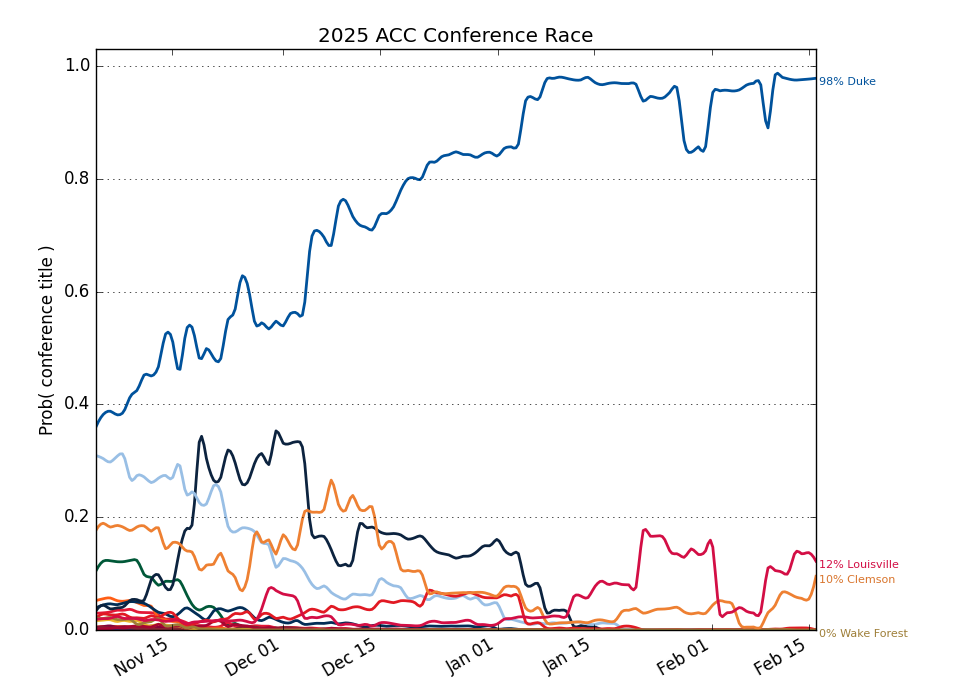 2025 ACC Conference Race
Prob( conference title )
1.0
0.8
0.6
0.4
0.2
0.0
98% Duke
12% Louisville
10% Clemson
0% Wake Forest
Nov 15
Dec 01
Dec 15
Jan 01
Jan 15
Feb 01
Feb 15